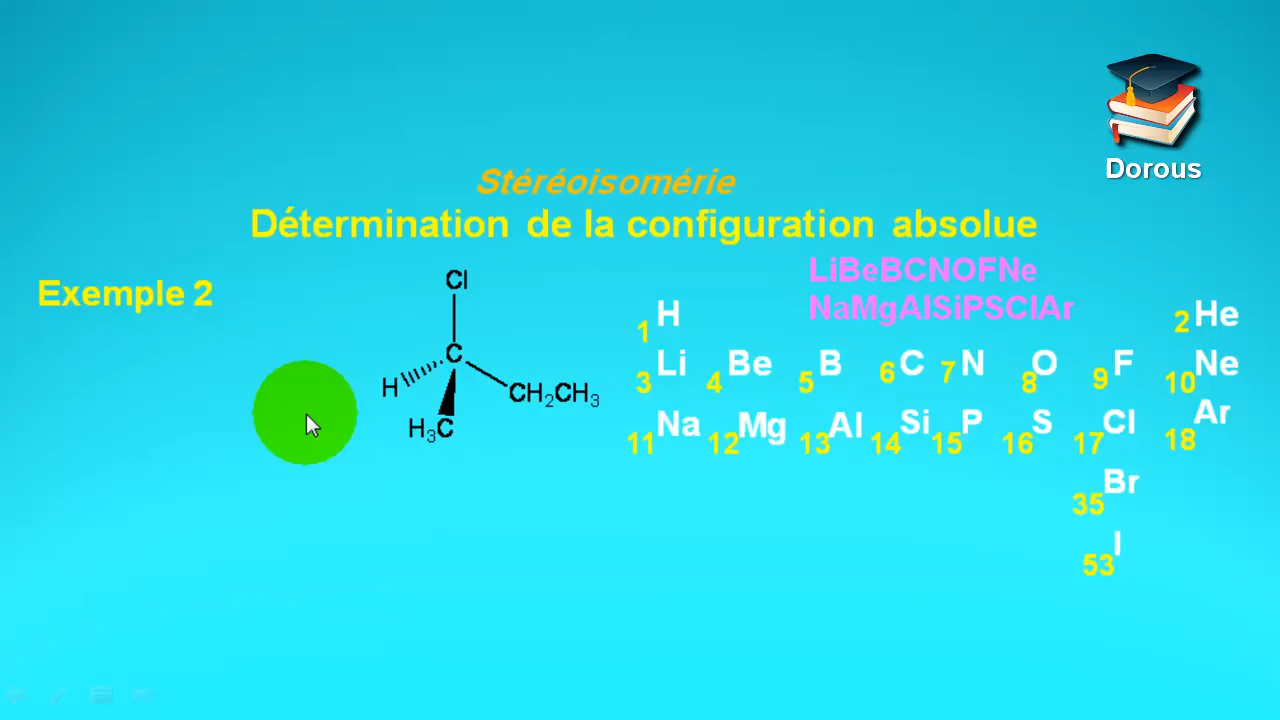 Dorous
Stéréoisomérie
Détermination de la configuration absolue
Exemple 2
LiBeBCNOFNe
NaMgAlSiPSClAr
Cl
C
H
CH₂CH₃
H₃C
1 H 2 He
3 Li 4 Be 5 B 6 C 7 N 8 O 9 F 10 Ne
11 Na 12 Mg 13 Al 14 Si 15 P 16 S 17 Cl 18 Ar
35 Br
53 I